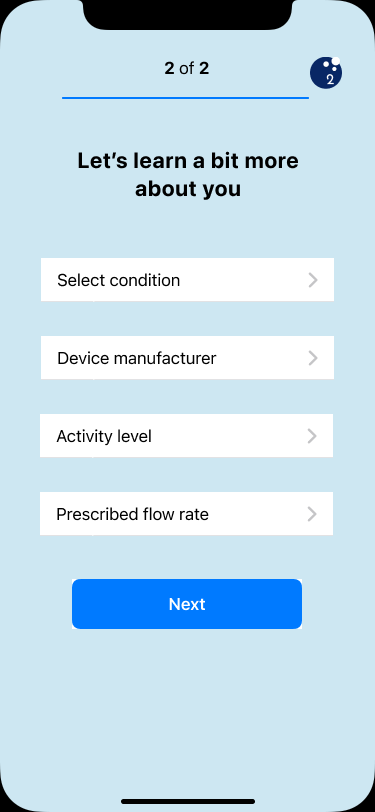 2 of 2
2
Let's learn a bit more
about you
Select condition
Device manufacturer
Activity level
Prescribed flow rate
Next